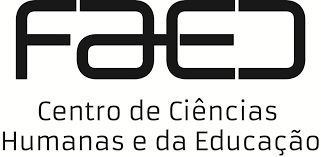 FAED
Centro de Ciências
Humanas e da Educação